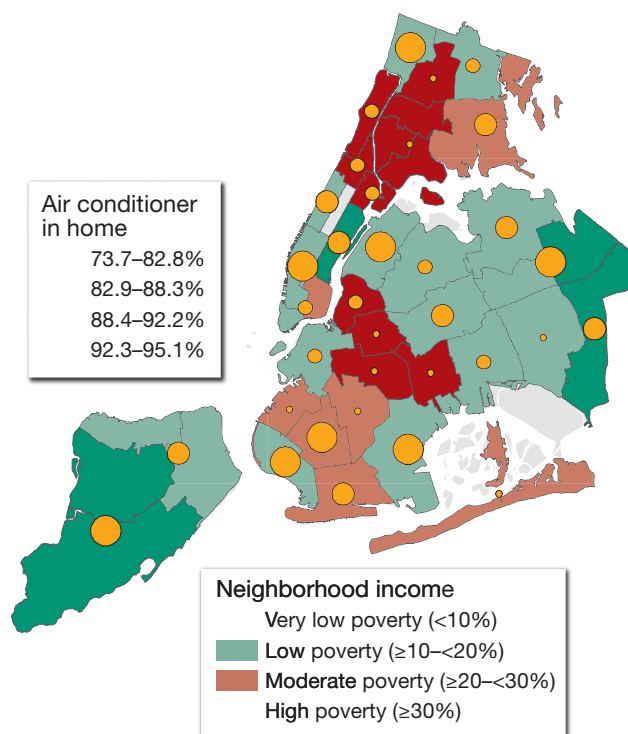 Air conditioner
in home
73.7–82.8%
82.9–88.3%
88.4–92.2%
92.3–95.1%
Neighborhood income
Very low poverty (<10%)
Low poverty (≥10–<20%)
Moderate poverty (≥20–<30%)
High poverty (≥30%)